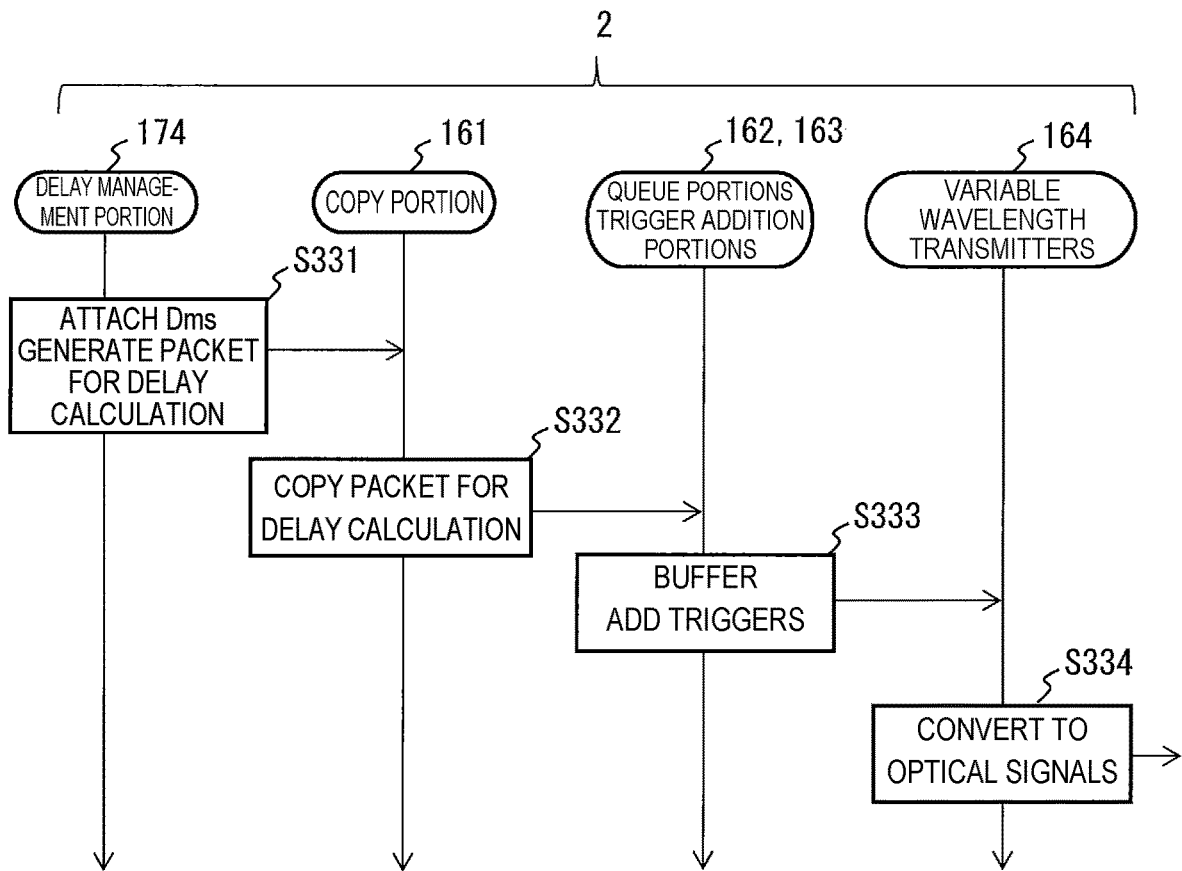 2
174
161
162, 163
164
DELAY MANAGE-
MENT PORTION
COPY PORTION
QUEUE PORTIONS
TRIGGER ADDITION
PORTIONS
VARIABLE
WAVELENGTH
TRANSMITTERS
S331
ATTACH Dms
GENERATE PACKET
FOR DELAY
CALCULATION
S332
COPY PACKET FOR
DELAY CALCULATION
S333
BUFFER
ADD TRIGGERS
S334
CONVERT TO
OPTICAL SIGNALS